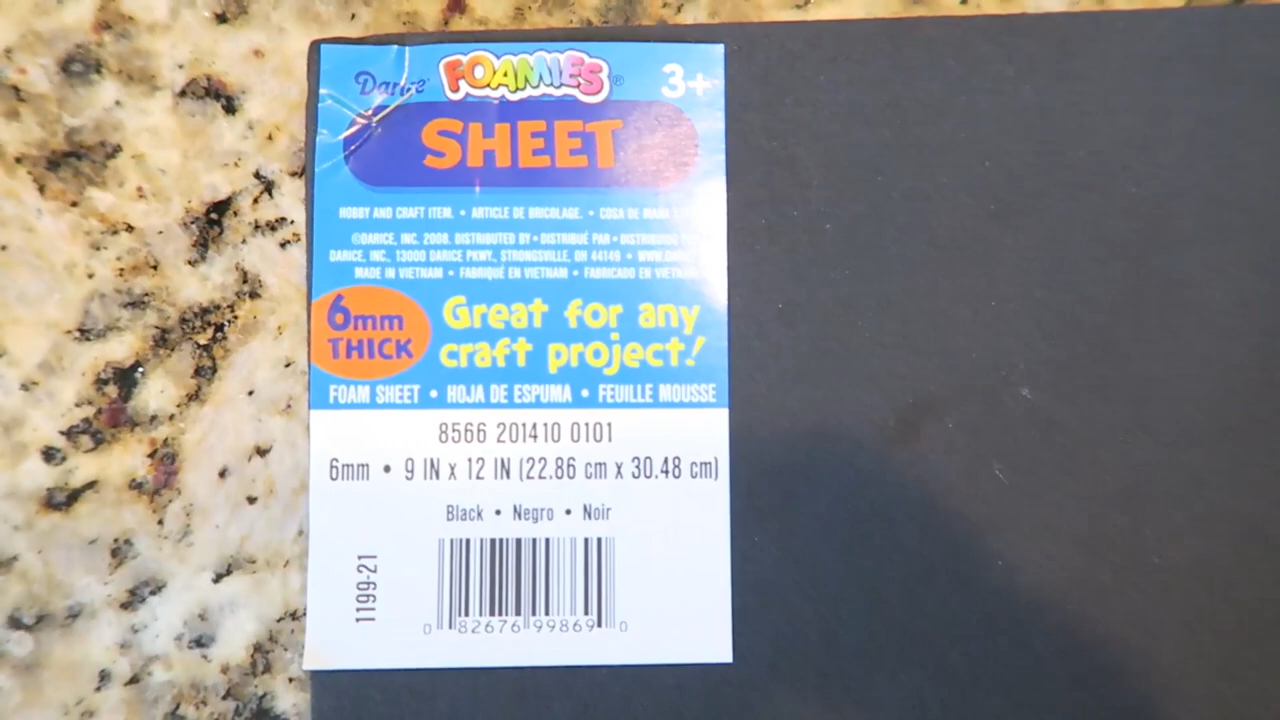 Darice FOAMIES® 3+
SHEET
HOBBY AND CRAFT ITEM. • ARTICLE DE BRICOLAGE. • COSA DE
©DARICE, INC. 2008. DISTRIBUTED BY • DISTRIBUÉ PAR •
DARICE, INC., 13000 DARICE PKWY., STRONGSVILLE, OH 44149 •
MADE IN VIETNAM • FABRIQUÉ EN VIETNAM • FABRICADO EN VIETNAM
6mm
THICK
Great for any
craft project!
FOAM SHEET • HOJA DE ESPUMA • FEUILLE MOUSSE
8566 201410 0101
6mm • 9 IN x 12 IN (22.86 cm x 30.48 cm)
Black • Negro • Noir
1199-21
0 82676 99869 0